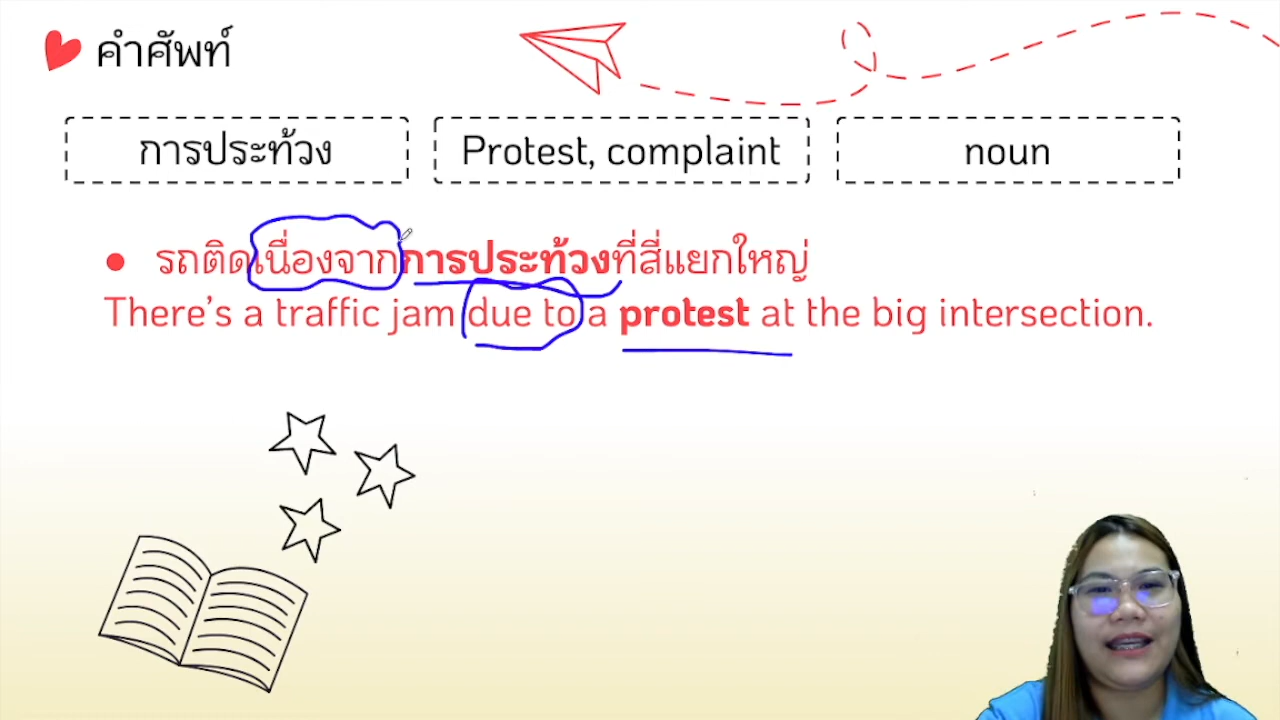 คำศัพท์
การประท้วง Protest, complaint noun
รถติดเนื่องจากการประท้วงที่สี่แยกใหญ่
There's a traffic jam due to a protest at the big intersection.